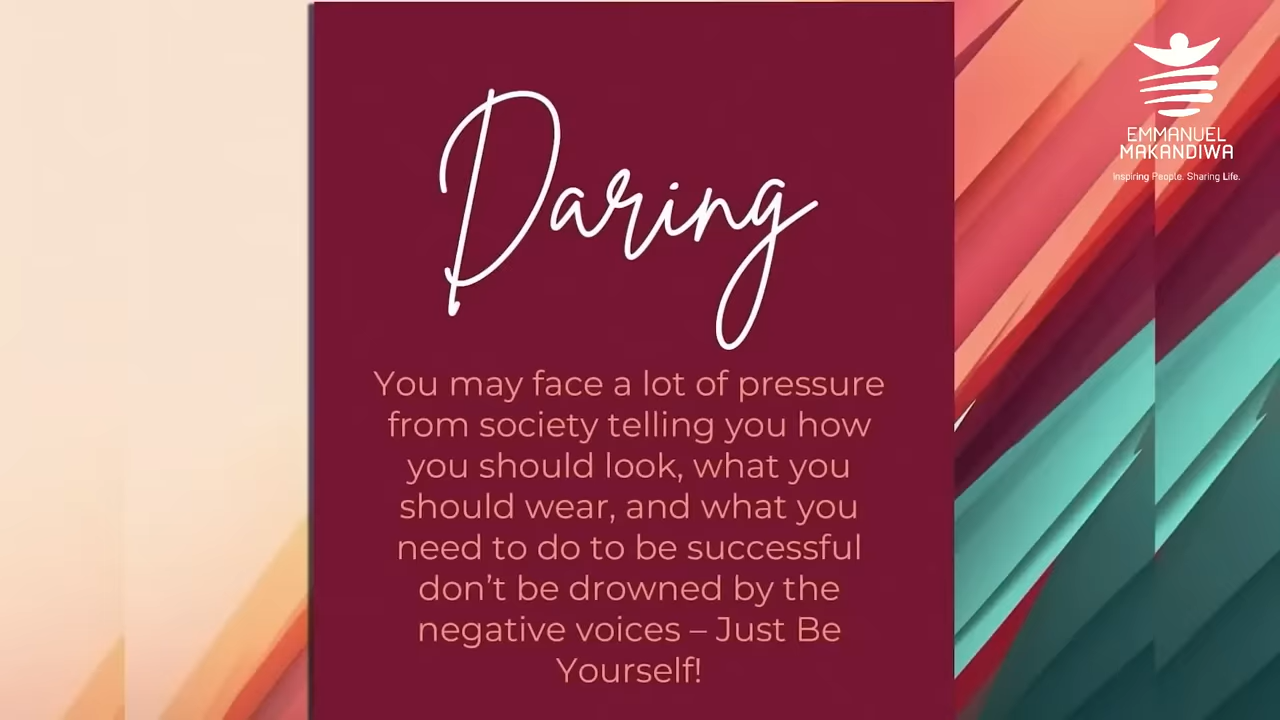 Daring
You may face a lot of pressure
from society telling you how
you should look, what you
should wear, and what you
need to do to be successful
don’t be drowned by the
negative voices – Just Be
Yourself!
EMMANUEL
MAKANDIWA
Inspiring People. Sharing Life.